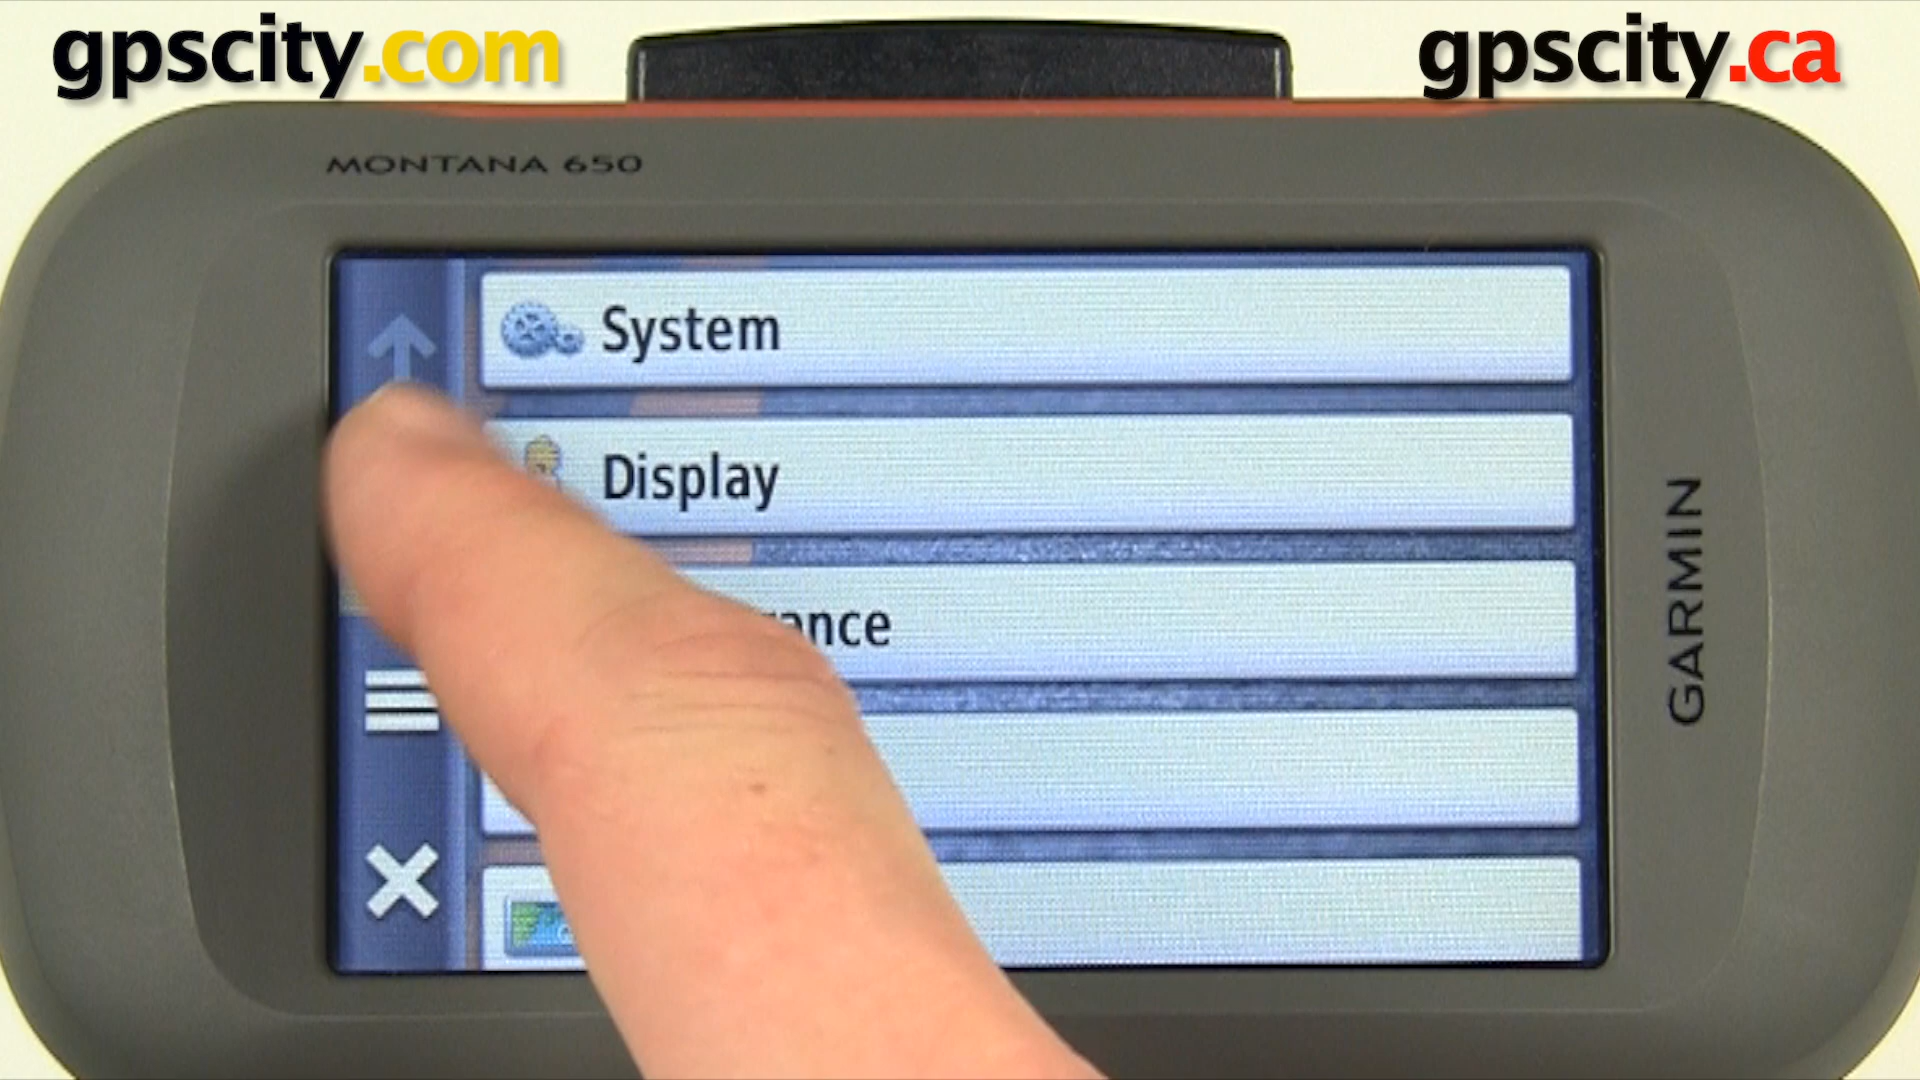 gpscity.com
gpscity.ca
MONTANA 650
System
Display
GARMIN